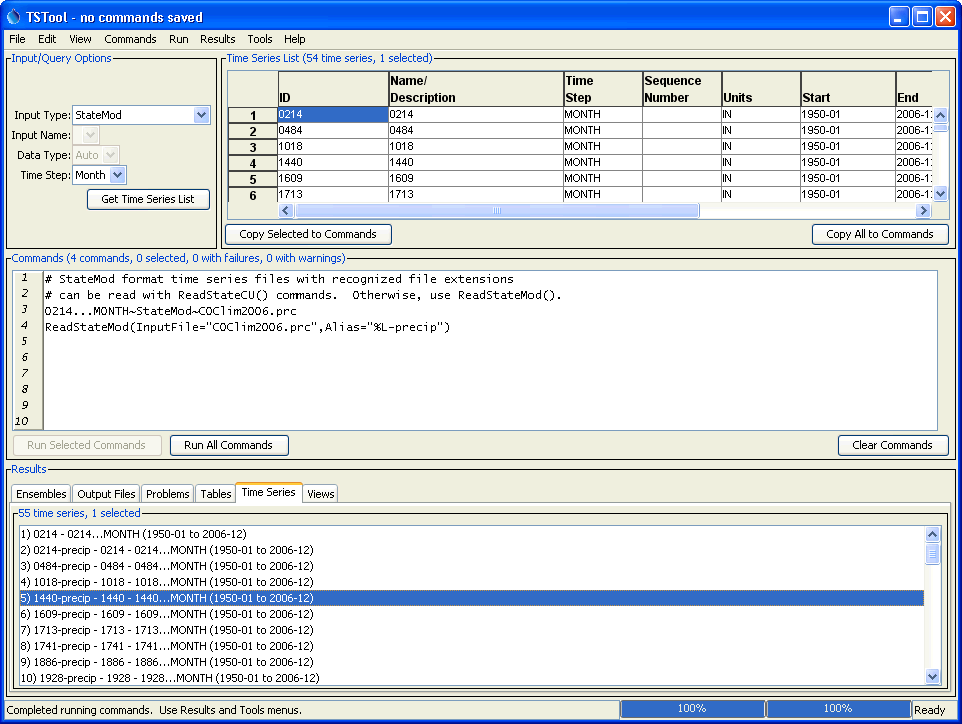 TSTool - no commands saved
File Edit View Commands Run Results Tools Help
Input/Query Options
Input Type: StateMod
Input Name:
Data Type: Auto
Time Step: Month
Get Time Series List
Time Series List (54 time series, 1 selected)
Name/ Time Sequence
ID Description Step Number Units Start End
1 0214 0214 MONTH IN 1950-01 2006-1
2 0484 0484 MONTH IN 1950-01 2006-1
3 1018 1018 MONTH IN 1950-01 2006-1
4 1440 1440 MONTH IN 1950-01 2006-1
5 1609 1609 MONTH IN 1950-01 2006-1
6 1713 1713 MONTH IN 1950-01 2006-1
Copy Selected to Commands Copy All to Commands
Commands (4 commands, 0 selected, 0 with failures, 0 with warnings)
1 # StateMod format time series files with recognized file extensions
2 # can be read with ReadStateCU() commands.  Otherwise, use ReadStateMod().
3 0214...MONTH~StateMod~COClim2006.prc
4 ReadStateMod(InputFile="COClim2006.prc",Alias="%L-precip")
5
6
7
8
9
10
Run Selected Commands Run All Commands Clear Commands
Results
Ensembles Output Files Problems Tables Time Series Views
55 time series, 1 selected
1) 0214 - 0214...MONTH (1950-01 to 2006-12)
2) 0214-precip - 0214 - 0214...MONTH (1950-01 to 2006-12)
3) 0484-precip - 0484 - 0484...MONTH (1950-01 to 2006-12)
4) 1018-precip - 1018 - 1018...MONTH (1950-01 to 2006-12)
5) 1440-precip - 1440 - 1440...MONTH (1950-01 to 2006-12)
6) 1609-precip - 1609 - 1609...MONTH (1950-01 to 2006-12)
7) 1713-precip - 1713 - 1713...MONTH (1950-01 to 2006-12)
8) 1741-precip - 1741 - 1741...MONTH (1950-01 to 2006-12)
9) 1886-precip - 1886 - 1886...MONTH (1950-01 to 2006-12)
10) 1928-precip - 1928 - 1928...MONTH (1950-01 to 2006-12)
Completed running commands.  Use Results and Tools menus. 100% 100% Ready